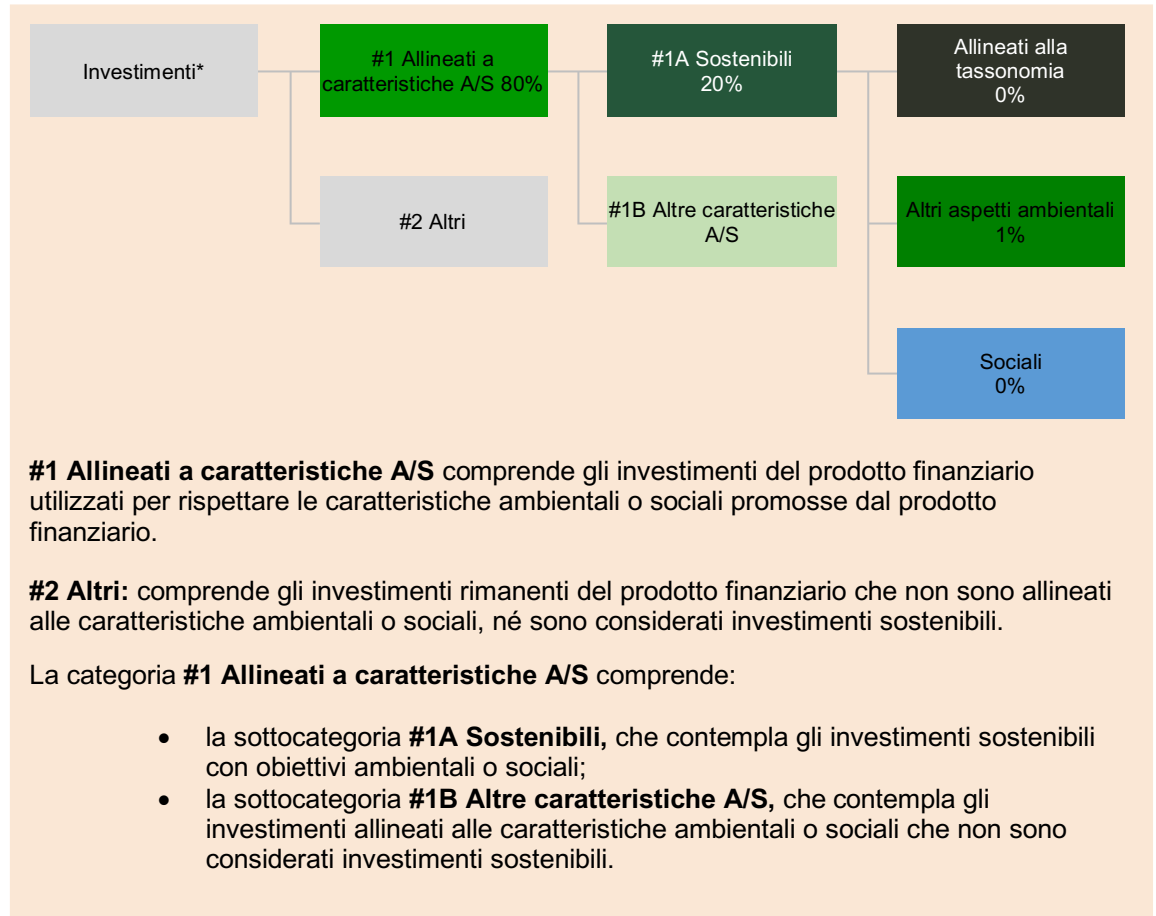 Investimenti*
#1 Allineati a
caratteristiche A/S 80%
#1A Sostenibili
20%
Allineati alla
tassonomia
0%
#2 Altri
#1B Altre caratteristiche
A/S
Altri aspetti ambientali
1%
Sociali
0%
#1 Allineati a caratteristiche A/S comprende gli investimenti del prodotto finanziario
utilizzati per rispettare le caratteristiche ambientali o sociali promosse dal prodotto
finanziario.
#2 Altri: comprende gli investimenti rimanenti del prodotto finanziario che non sono allineati
alle caratteristiche ambientali o sociali, né sono considerati investimenti sostenibili.
La categoria #1 Allineati a caratteristiche A/S comprende:
• la sottocategoria #1A Sostenibili, che contempla gli investimenti sostenibili
con obiettivi ambientali o sociali;
• la sottocategoria #1B Altre caratteristiche A/S, che contempla gli
investimenti allineati alle caratteristiche ambientali o sociali che non sono
considerati investimenti sostenibili.